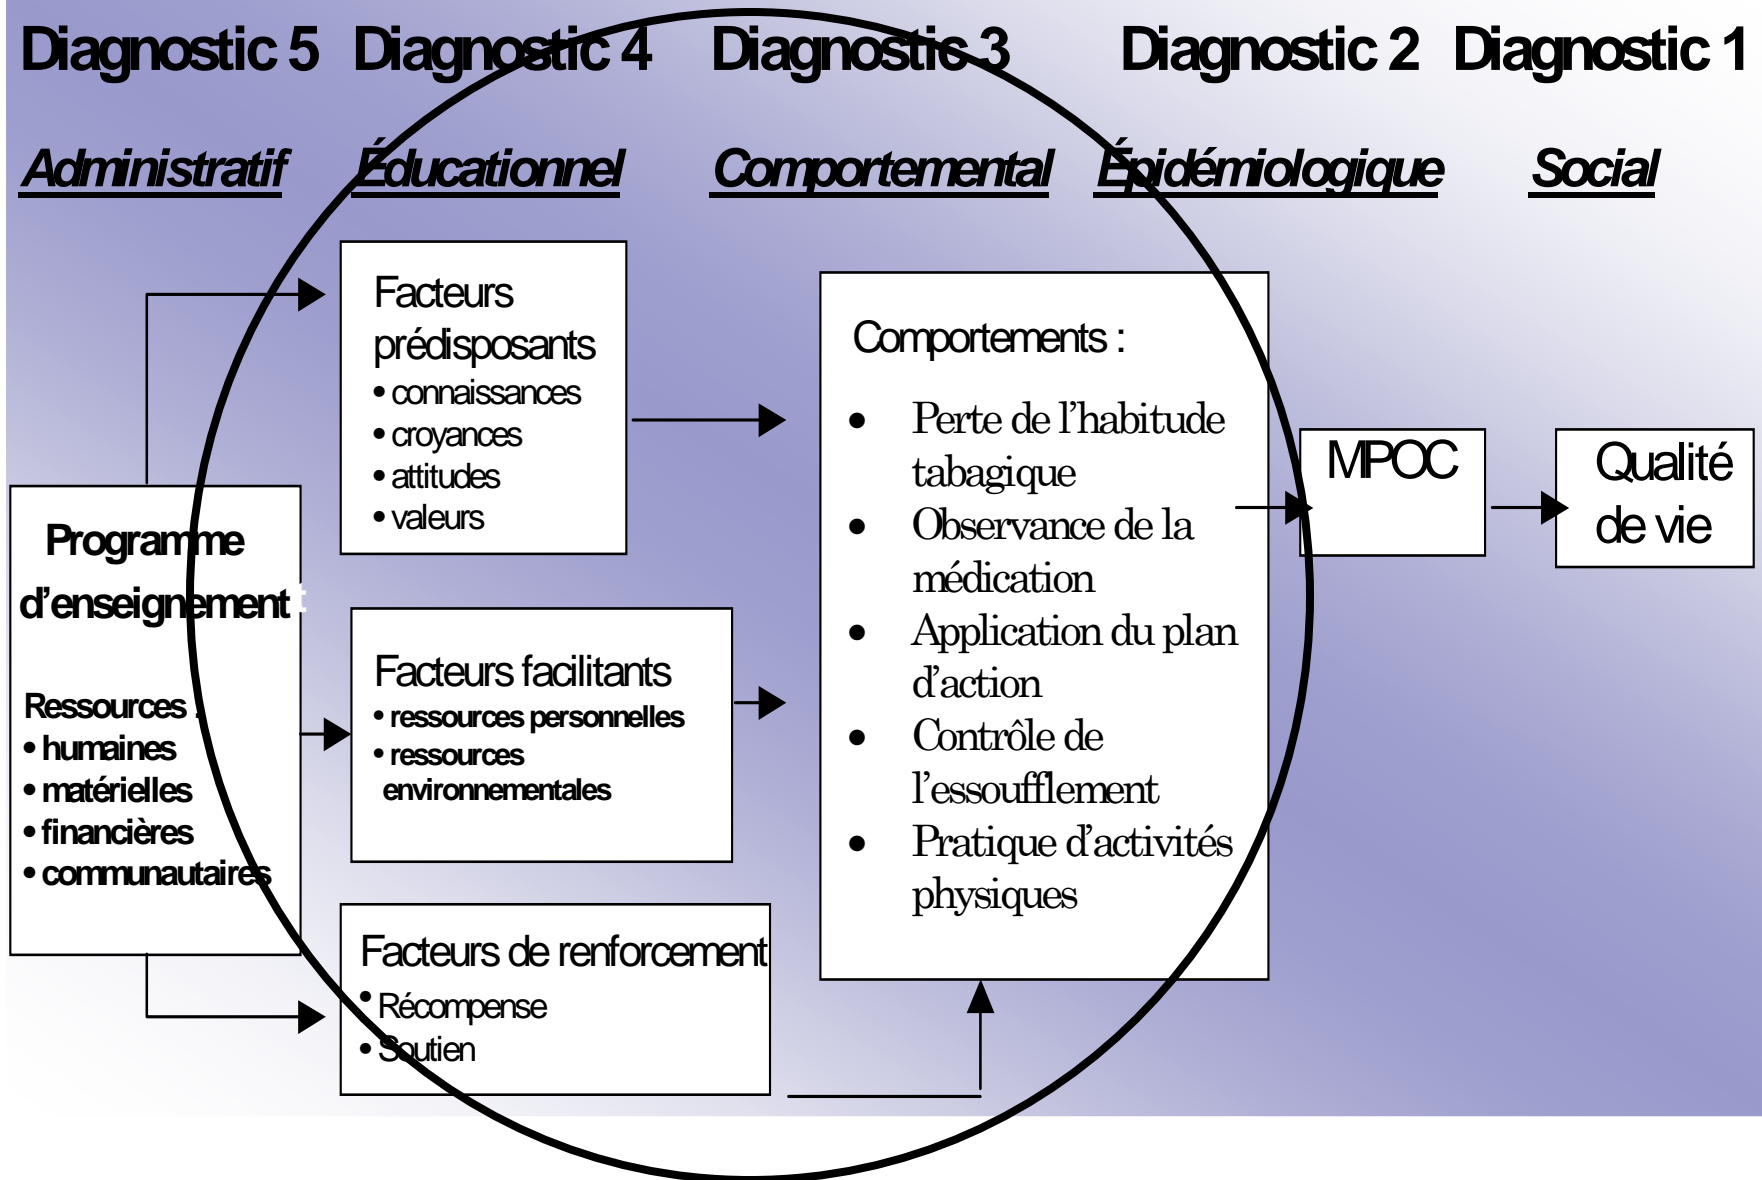 Diagnostic 5 Diagnostic 4 Diagnostic 3 Diagnostic 2 Diagnostic 1
Administratif Éducationnel Comportemental Épidémiologique Social
Programme
d'enseignement
Ressources :
• humaines
• matérielles
• financières
• communautaires
Facteurs
prédisposants
• connaissances
• croyances
• attitudes
• valeurs
Facteurs facilitants
• ressources personnelles
• ressources
environnementales
Facteurs de renforcement
• Récompense
• Soutien
Comportements :
• Perte de l'habitude
tabagique
• Observance de la
médication
• Application du plan
d'action
• Contrôle de
l'essoufflement
• Pratique d'activités
physiques
MPOC
Qualité
de vie